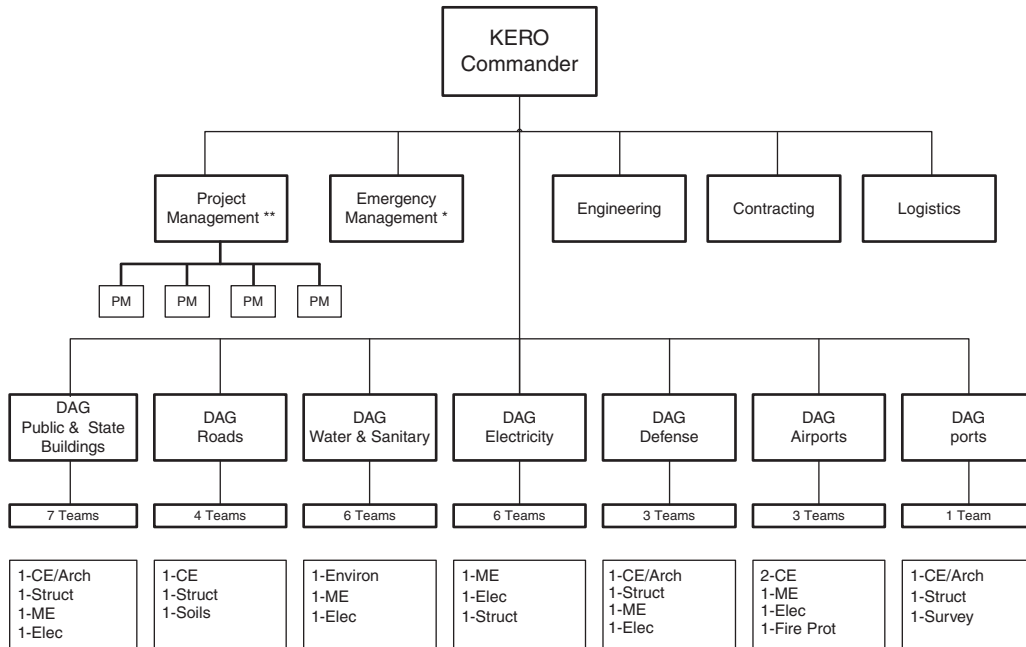 KERO
Commander
Project
Management **
Emergency
Management *
Engineering
Contracting
Logistics
PM
PM
PM
PM
DAG
Public & State
Buildings
DAG
Roads
DAG
Water & Sanitary
DAG
Electricity
DAG
Defense
DAG
Airports
DAG
ports
7 Teams
4 Teams
6 Teams
6 Teams
3 Teams
3 Teams
1 Team
1-CE/Arch
1-Struct
1-ME
1-Elec
1-CE
1-Struct
1-Soils
1-Environ
1-ME
1-Elec
1-ME
1-Elec
1-Struct
1-CE/Arch
1-Struct
1-ME
1-Elec
2-CE
1-ME
1-Elec
1-Fire Prot
1-CE/Arch
1-Struct
1-Survey